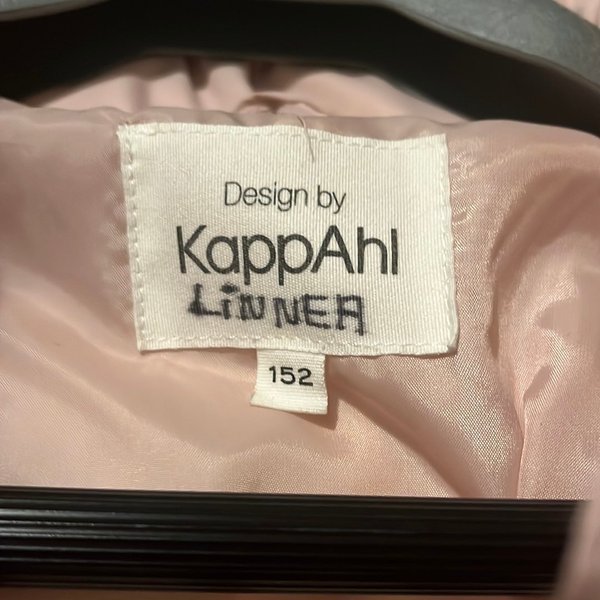 Design by
KappAhl
LiNNEA
152